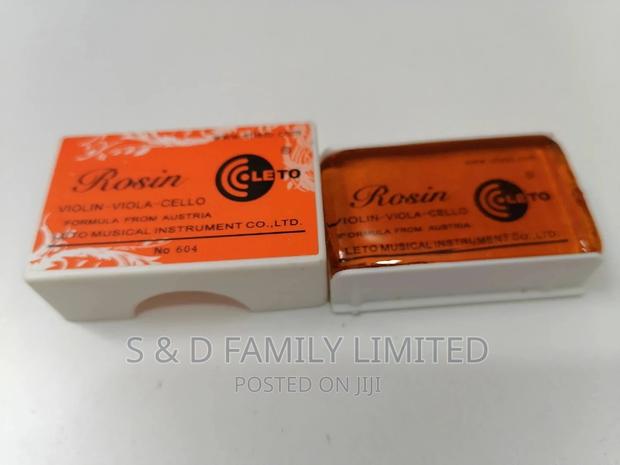 Rosin
LETO
VIOLIN-VIOLA-CELLO
FORMULA FROM AUSTRIA
LETO MUSICAL INSTRUMENT CO.,LTD.
No 604
Rosin
LETO
VIOLIN-VIOLA-CELLO
FORMULA FROM AUSTRIA
LETO MUSICAL INSTRUMENT CO.,LTD.
S & D FAMILY LIMITED
POSTED ON JIJI